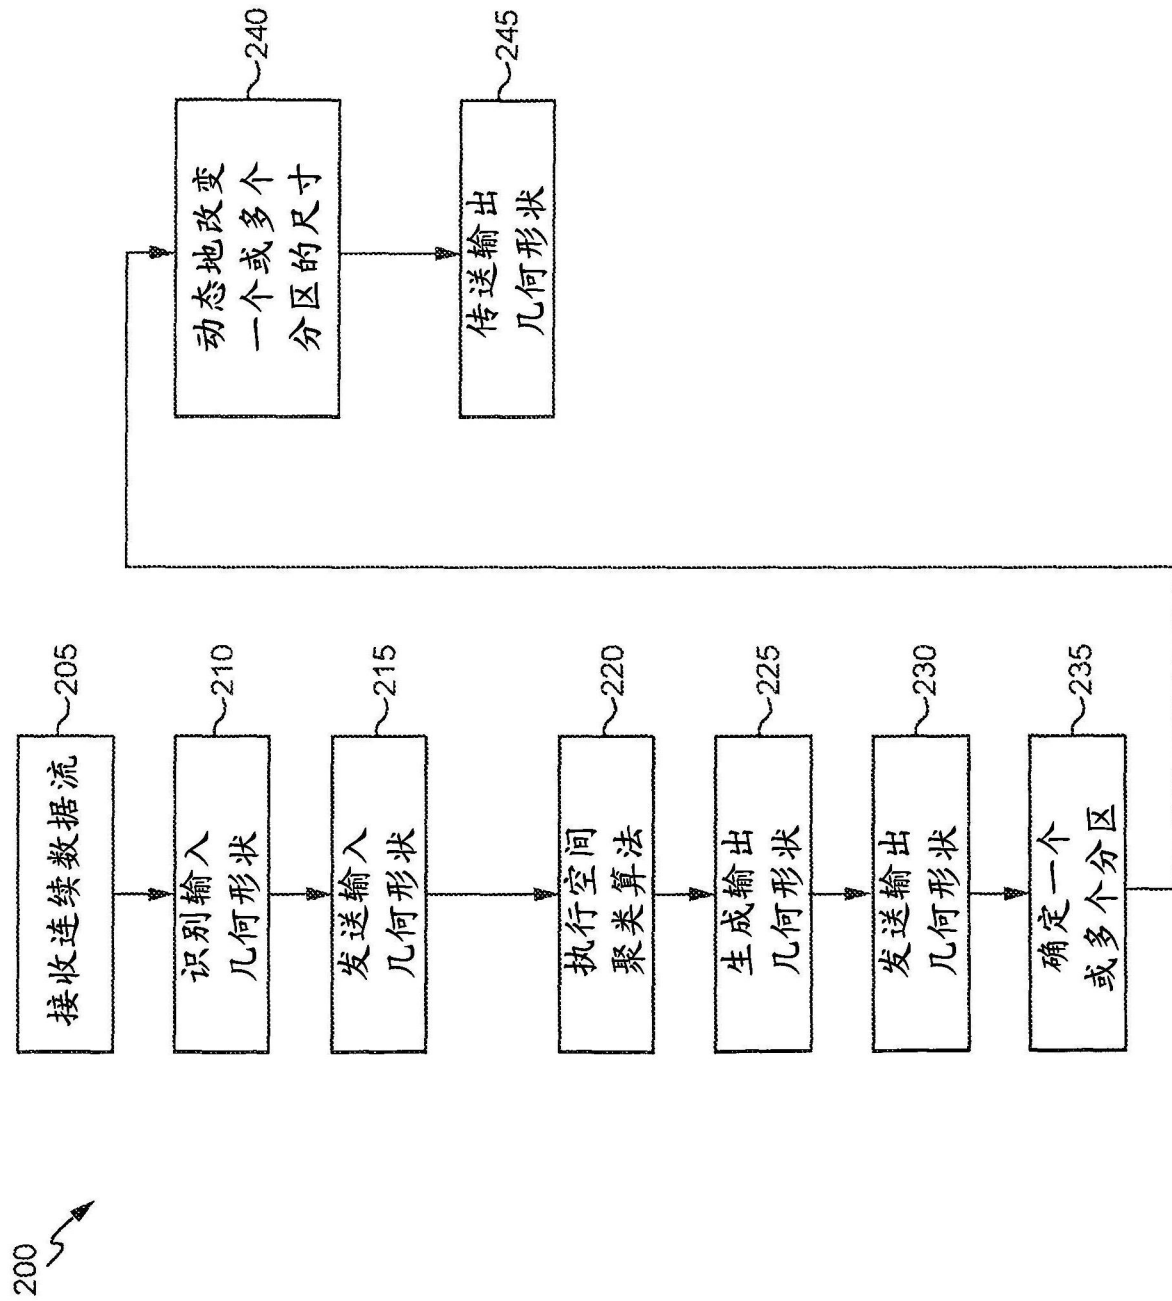 200
接收连续数据流
205
识别输入
几何形状
210
发送输入
几何形状
215
执行空间
聚类算法
220
生成输出
几何形状
225
发送输出
几何形状
230
确定一个
或多个分区
235
动态地改变
一个或多个
分区的尺寸
240
传送输出
几何形状
245